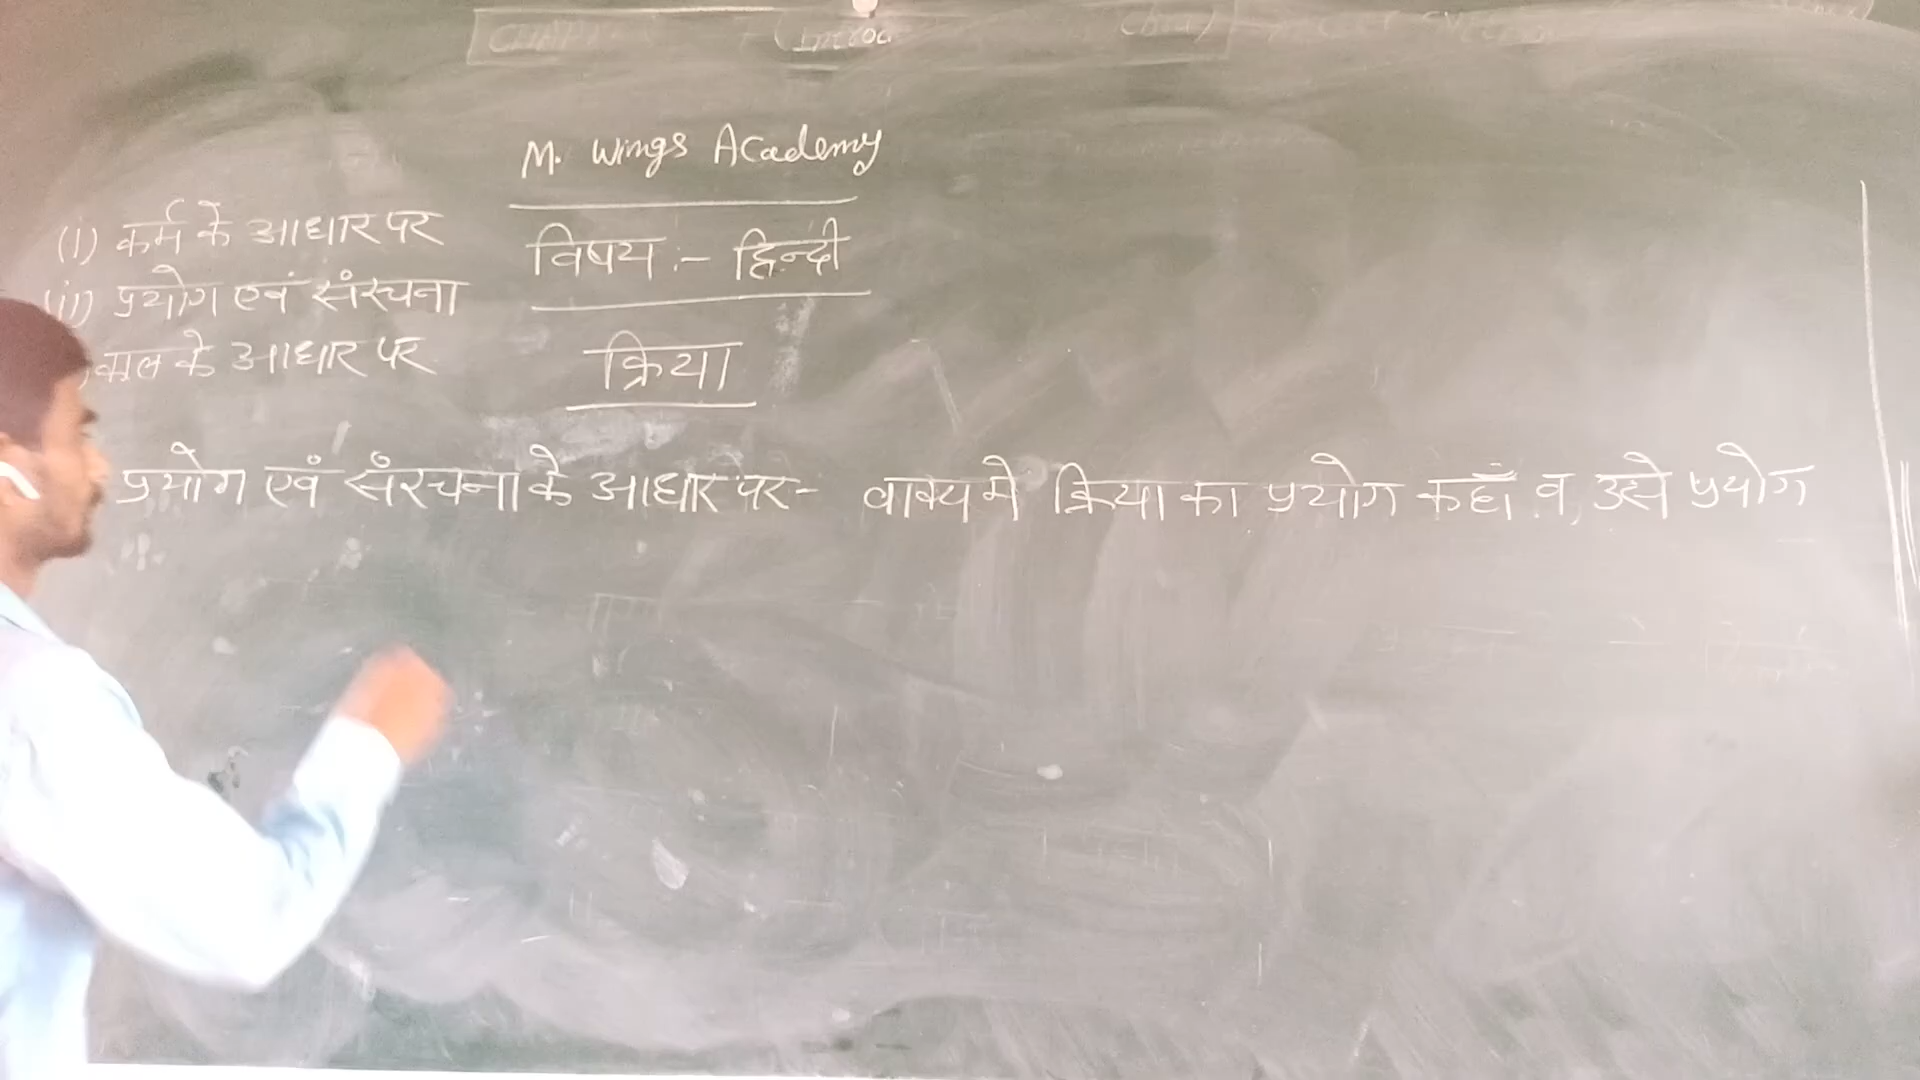 M. Wings Academy
विषय :- हिन्दी
क्रिया
(i) कर्म के आधार पर
(ii) प्रयोग एवं संरचना
काल के आधार पर
प्रयोग एवं संरचना के आधार पर - वाक्य मे क्रिया का प्रयोग कहाँ व, उसे प्रयोग